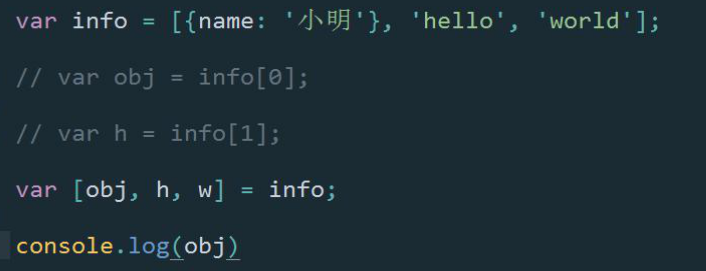 var info = [{name: '小明'}, 'hello', 'world'];
// var obj = info[0];
// var h = info[1];
var [obj, h, w] = info;
console.log(obj)